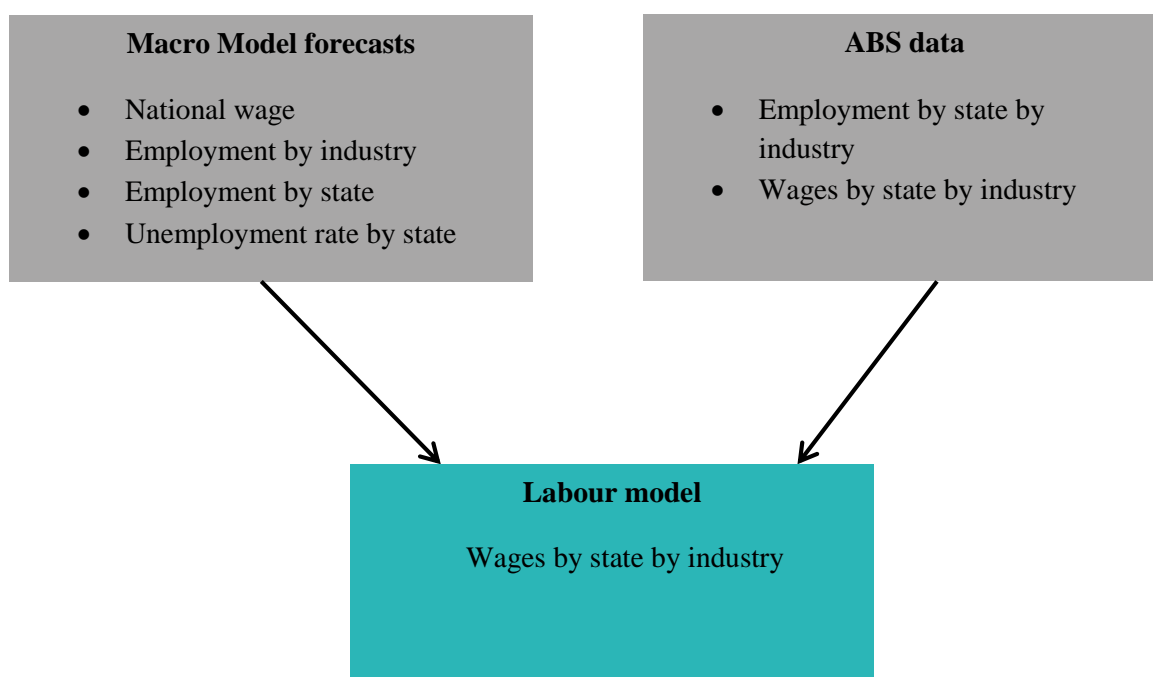 Macro Model forecasts
• National wage
• Employment by industry
• Employment by state
• Unemployment rate by state
ABS data
• Employment by state by
industry
• Wages by state by industry
Labour model
Wages by state by industry